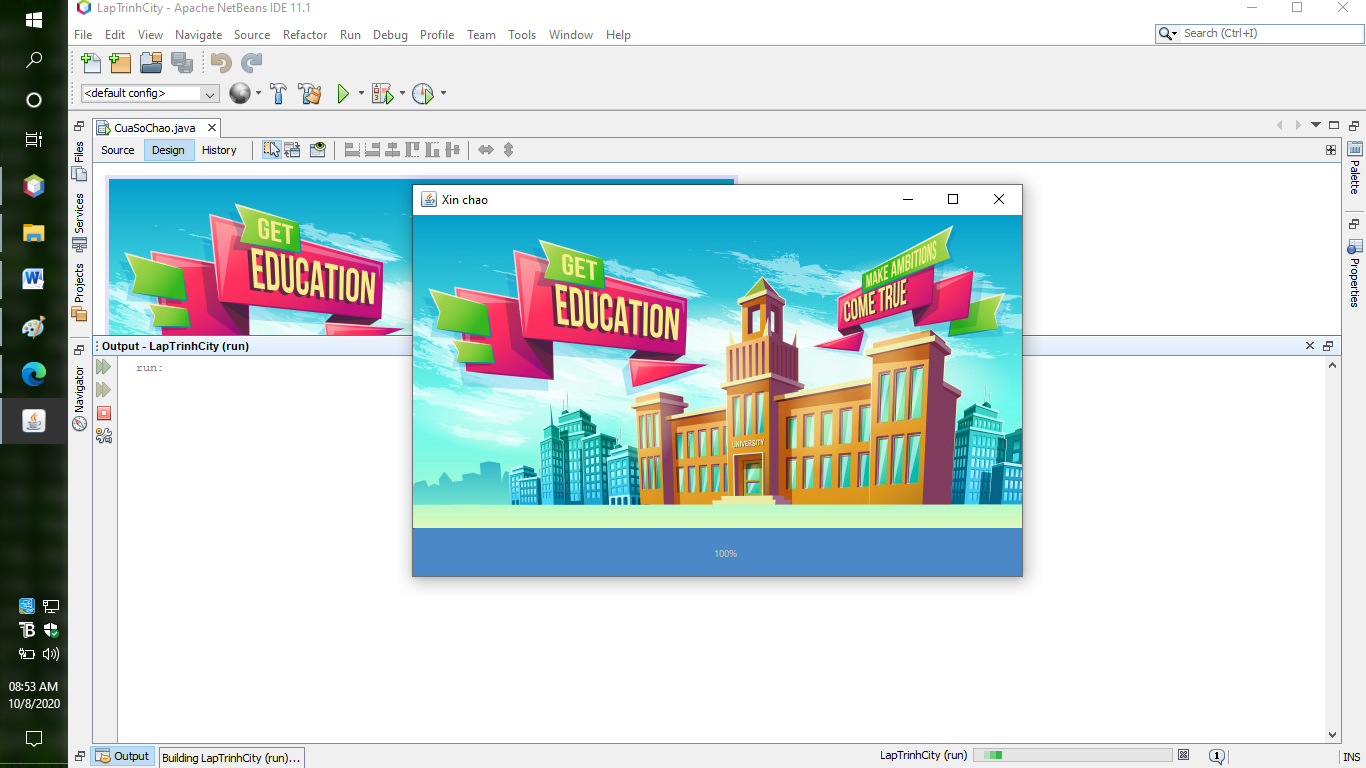 LapTrinhCity - Apache NetBeans IDE 11.1
File Edit View Navigate Source Refactor Run Debug Profile Team Tools Window Help
Search (Ctrl+I)
<default config>
CuaSoChao.java
Source Design History
Files
Services
Projects
Navigator
Palette
Properties
GET
EDUCATION
Xin chao
GET
EDUCATION
MAKE AMBITIONS
COME TRUE
UNIVERSITY
100%
Output - LapTrinhCity (run)
run:
08:53 AM
10/8/2020
Output
Building LapTrinhCity (run)...
LapTrinhCity (run)
1
INS